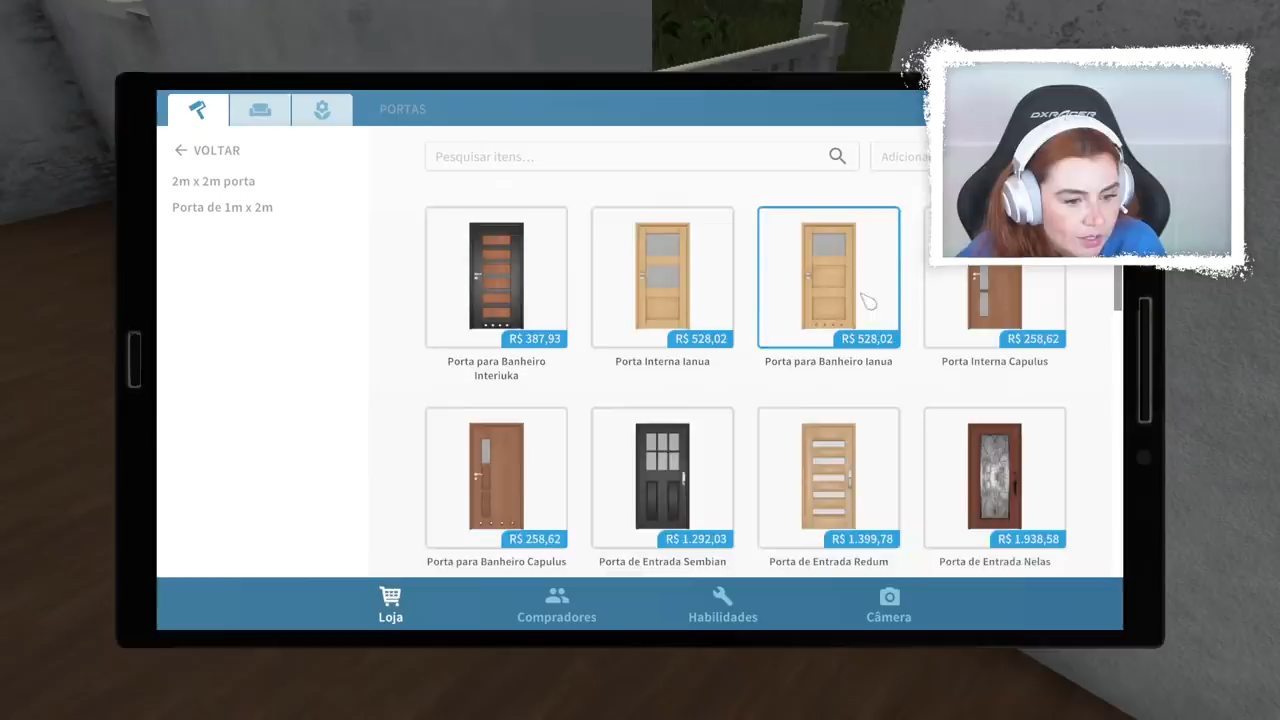 PORTAS
VOLTAR
2m x 2m porta
Porta de 1m x 2m
Pesquisar itens...
Adiciona
DXRACER
R$ 387,93
R$ 528,02
R$ 528,02
R$ 258,62
Porta para Banheiro
Interiuka
Porta Interna Ianua
Porta para Banheiro Ianua
Porta Interna Capulus
R$ 258,62
R$ 1.292,03
R$ 1.399,78
R$ 1.938,58
Porta para Banheiro Capulus
Porta de Entrada Sembian
Porta de Entrada Redum
Porta de Entrada Nelas
Loja
Compradores
Habilidades
Câmera